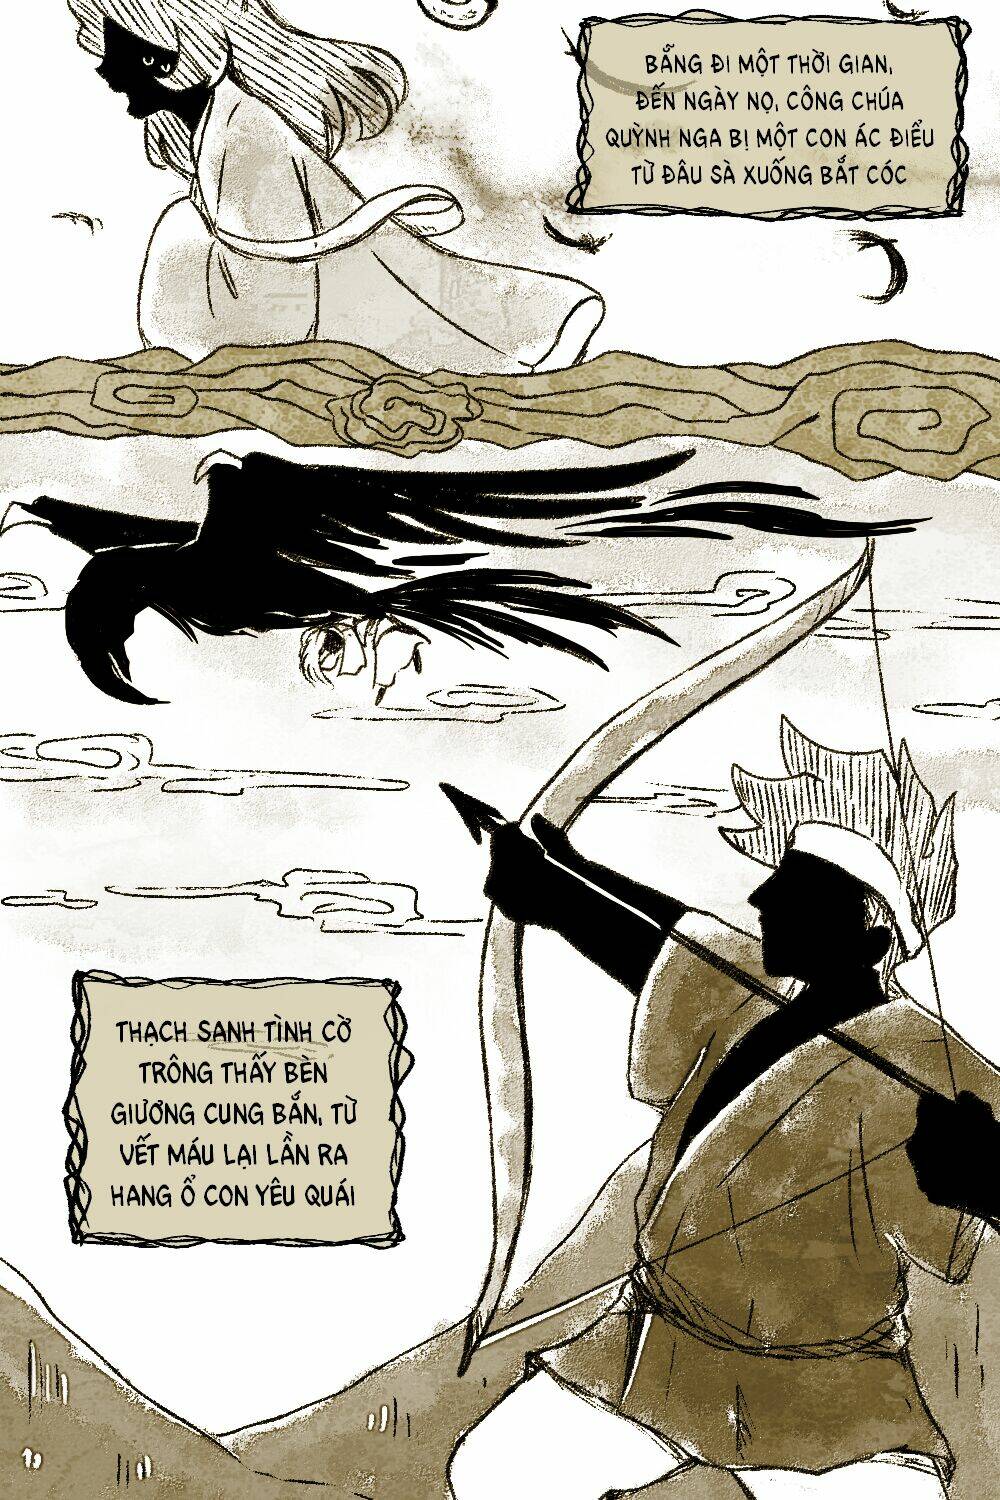 BẴNG ĐI MỘT THỜI GIAN,
ĐẾN NGÀY NỌ, CÔNG CHÚA
QUỲNH NGA BỊ MỘT CON ÁC ĐIỂU
TỪ ĐÂU SÀ XUỐNG BẮT CÓC
THẠCH SANH TÌNH CỜ
TRÔNG THẤY BÈN
GIƯƠNG CUNG BẮN, TỪ
VẾT MÁU LẠI LẦN RA
HANG Ổ CON YÊU QUÁI